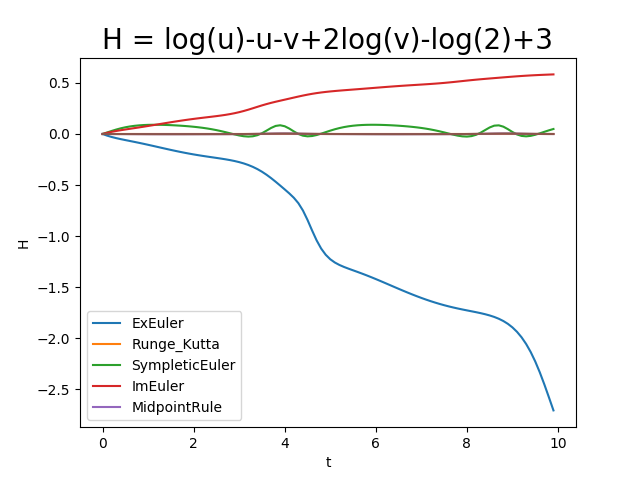 H = log(u)-u-v+2log(v)-log(2)+3
0.5
0.0
−0.5
−1.0
−1.5
−2.0
−2.5
H
ExEuler
Runge_Kutta
SympleticEuler
ImEuler
MidpointRule
0 2 4 6 8 10
t